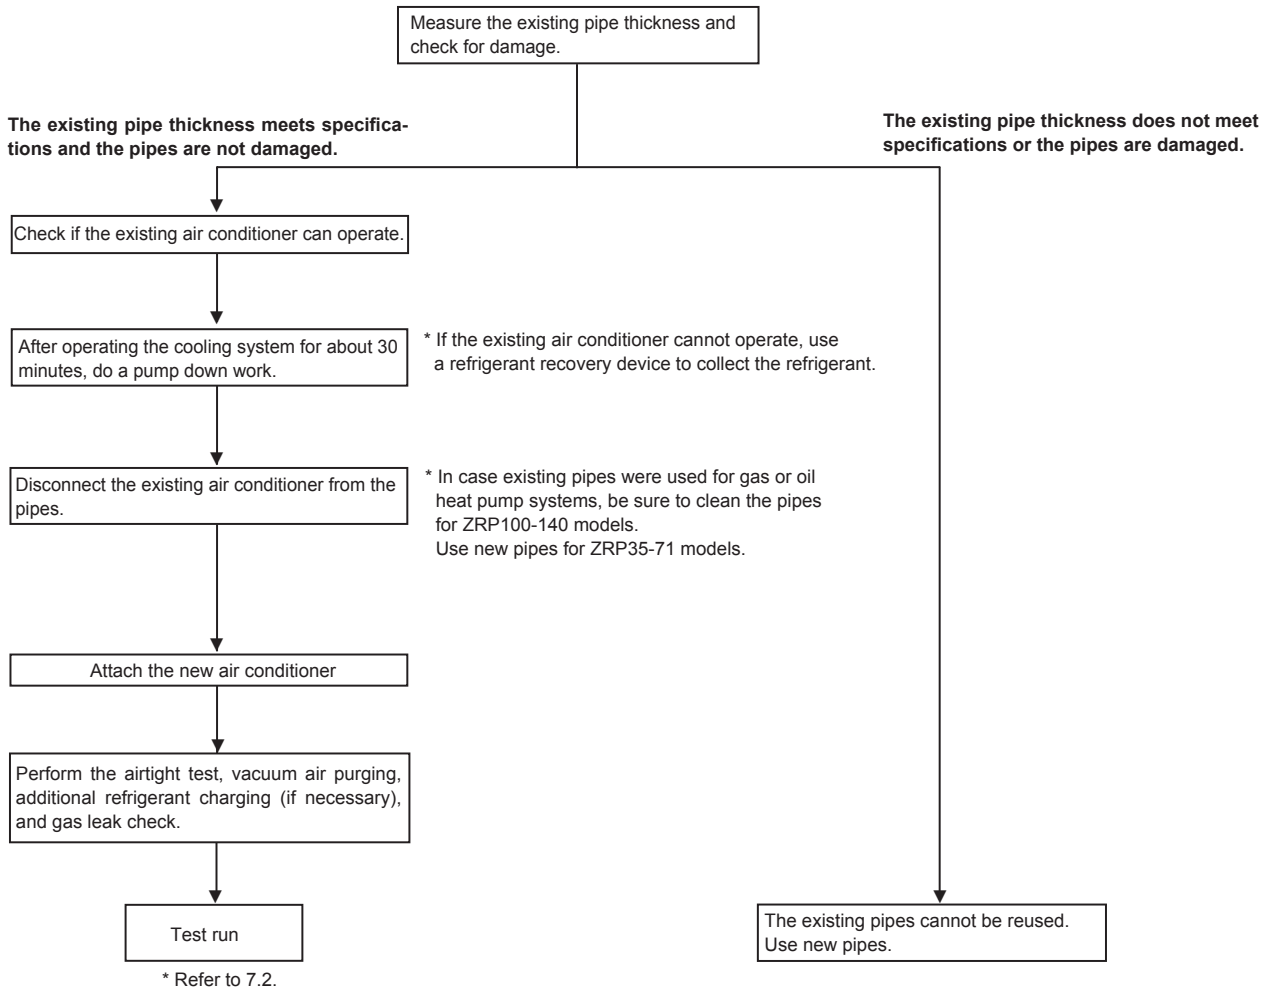 Measure the existing pipe thickness and
check for damage.
The existing pipe thickness meets specifica-
tions and the pipes are not damaged.
The existing pipe thickness does not meet
specifications or the pipes are damaged.
Check if the existing air conditioner can operate.
After operating the cooling system for about 30
minutes, do a pump down work.
* If the existing air conditioner cannot operate, use
a refrigerant recovery device to collect the refrigerant.
Disconnect the existing air conditioner from the
pipes.
* In case existing pipes were used for gas or oil
heat pump systems, be sure to clean the pipes
for ZRP100-140 models.
Use new pipes for ZRP35-71 models.
Attach the new air conditioner
Perform the airtight test, vacuum air purging,
additional refrigerant charging (if necessary),
and gas leak check.
Test run
* Refer to 7.2.
The existing pipes cannot be reused.
Use new pipes.